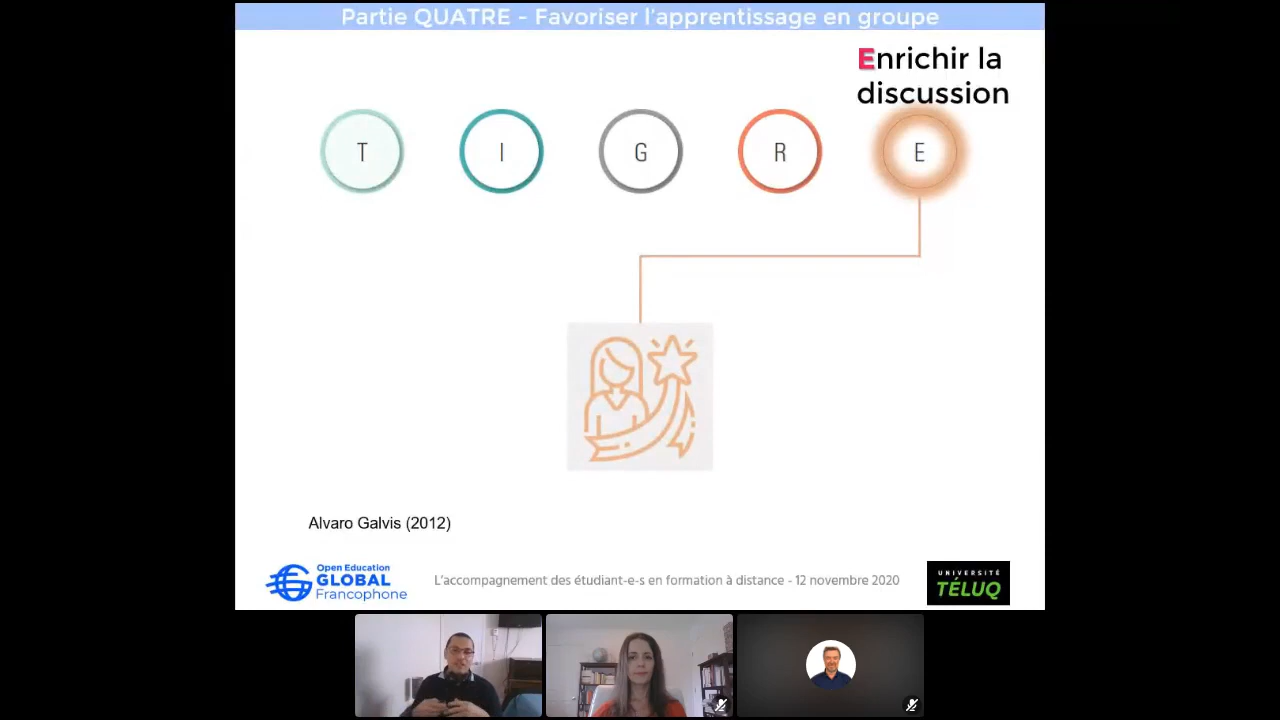 Partie QUATRE - Favoriser l'apprentissage en groupe
Enrichir la
discussion
T I G R E
Alvaro Galvis (2012)
Open Education
GLOBAL
Francophone
L'accompagnement des étudiant-e-s en formation à distance - 12 novembre 2020
UNIVERSITÉ
TÉLUQ